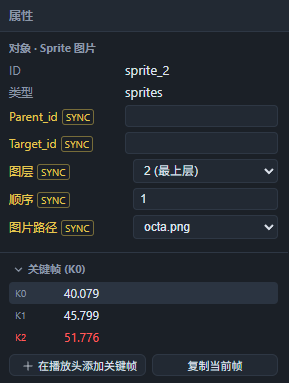 属性
对象 · Sprite 图片
ID sprite_2
类型 sprites
Parent_id SYNC
Target_id SYNC
图层 SYNC 2 (最上层)
顺序 SYNC 1
图片路径 SYNC octa.png
关键帧 (K0)
K0 40.079
K1 45.799
K2 51.776
+ 在播放头添加关键帧 复制当前帧